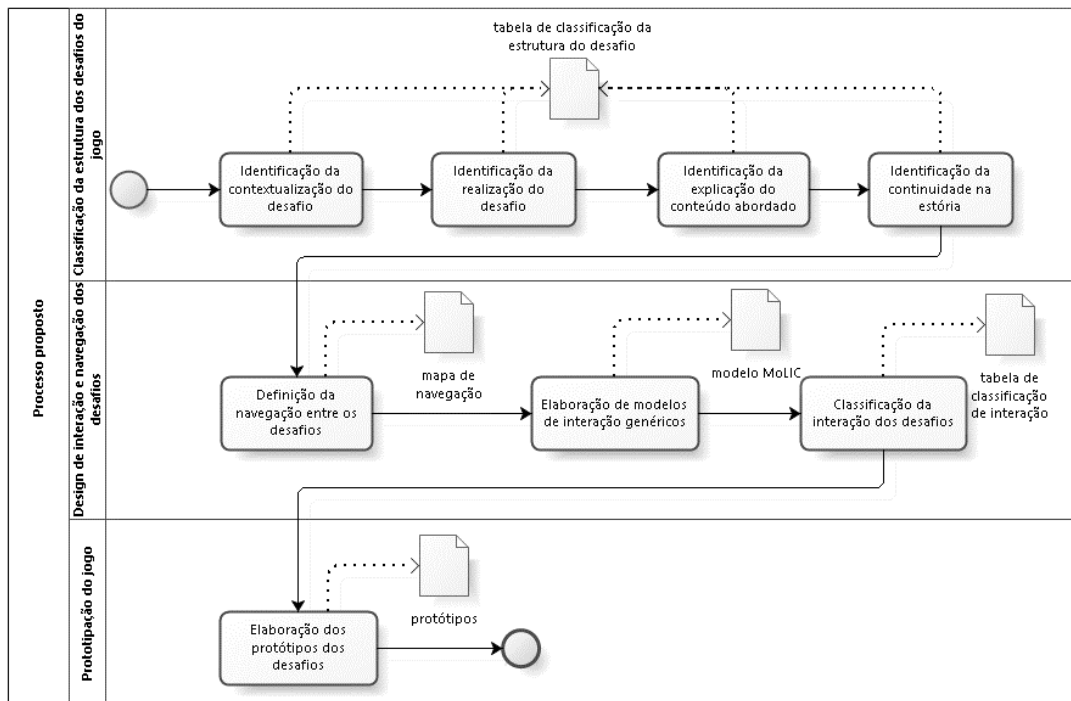 Processo proposto
Classificação da estrutura dos desafios do
jogo
tabela de classificação da
estrutura do desafio
Identificação da
contextualização do
desafio
Identificação da
realização do
desafio
Identificação da
explicação do
conteúdo abordado
Identificação da
continuidade na
estória
Design de interação e navegação dos
desafios
mapa de
navegação
modelo MoLIC
tabela de
classificação
de interação
Definição da
navegação entre os
desafios
Elaboração de modelos
de interação genéricos
Classificação da
interação dos desafios
Prototipação do jogo
protótipos
Elaboração dos
protótipos dos
desafios